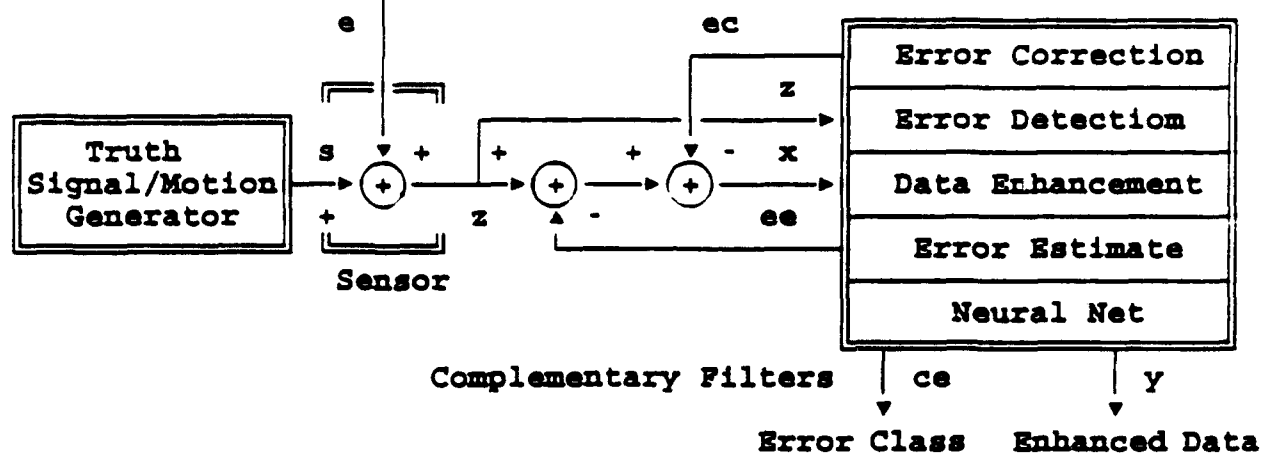 e
ec
Error Correction
z
Error Detectiom
Truth
Signal/Motion
Generator
s
+
+
+
+
+
-
x
+
+
Data Enhancement
z
-
ee
Error Estimate
Sensor
Neural Net
Complementary Filters
ce
y
Error Class
Enhanced Data